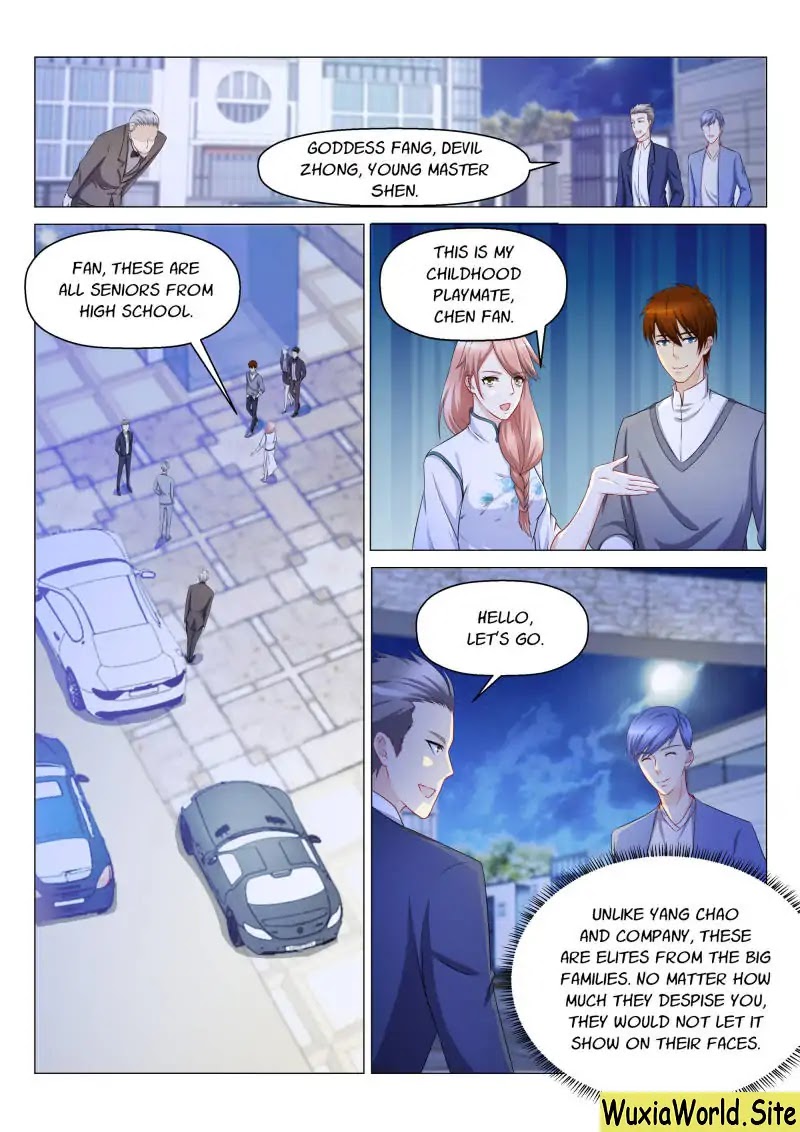 GODDESS FANG, DEVIL
ZHONG, YOUNG MASTER
SHEN.
FAN, THESE ARE
ALL SENIORS FROM
HIGH SCHOOL.
THIS IS MY
CHILDHOOD
PLAYMATE,
CHEN FAN.
HELLO,
LET'S GO.
UNLIKE YANG CHAO
AND COMPANY, THESE
ARE ELITES FROM THE BIG
FAMILIES. NO MATTER HOW
MUCH THEY DESPISE YOU,
THEY WOULD NOT LET IT
SHOW ON THEIR FACES.
WuxiaWorld.Site